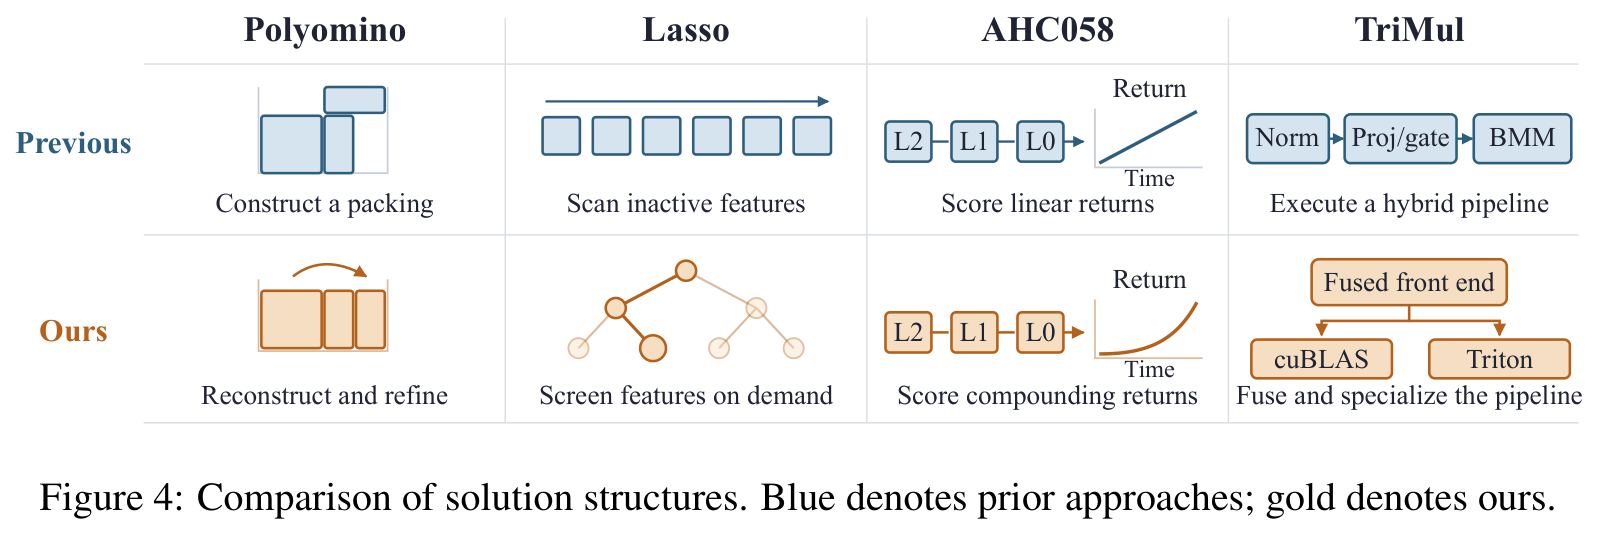 Polyomino
Lasso
AHC058
TriMul
Previous
Construct a packing
Scan inactive features
L2
L1
L0
Return
Time
Score linear returns
Norm
Proj/gate
BMM
Execute a hybrid pipeline
Ours
Reconstruct and refine
Screen features on demand
L2
L1
L0
Return
Time
Score compounding returns
Fused front end
cuBLAS
Triton
Fuse and specialize the pipeline
Figure 4: Comparison of solution structures. Blue denotes prior approaches; gold denotes ours.